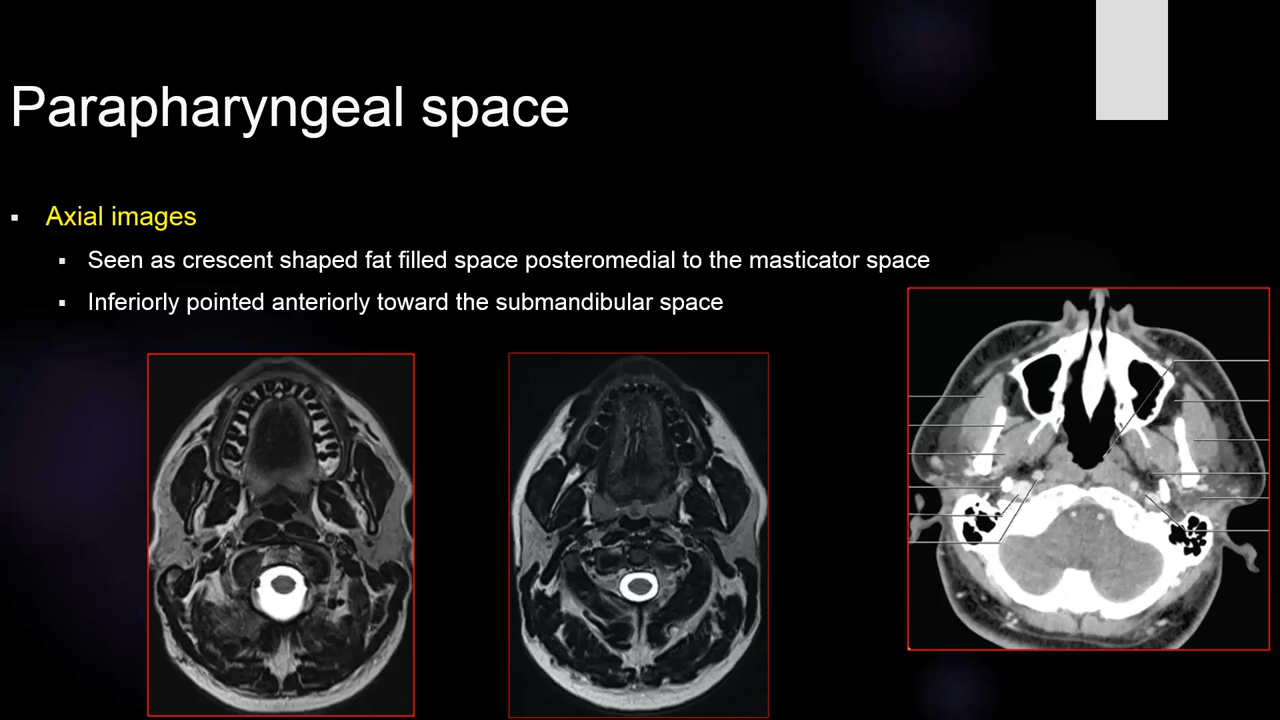 Parapharyngeal space
Axial images
Seen as crescent shaped fat filled space posteromedial to the masticator space
Inferiorly pointed anteriorly toward the submandibular space